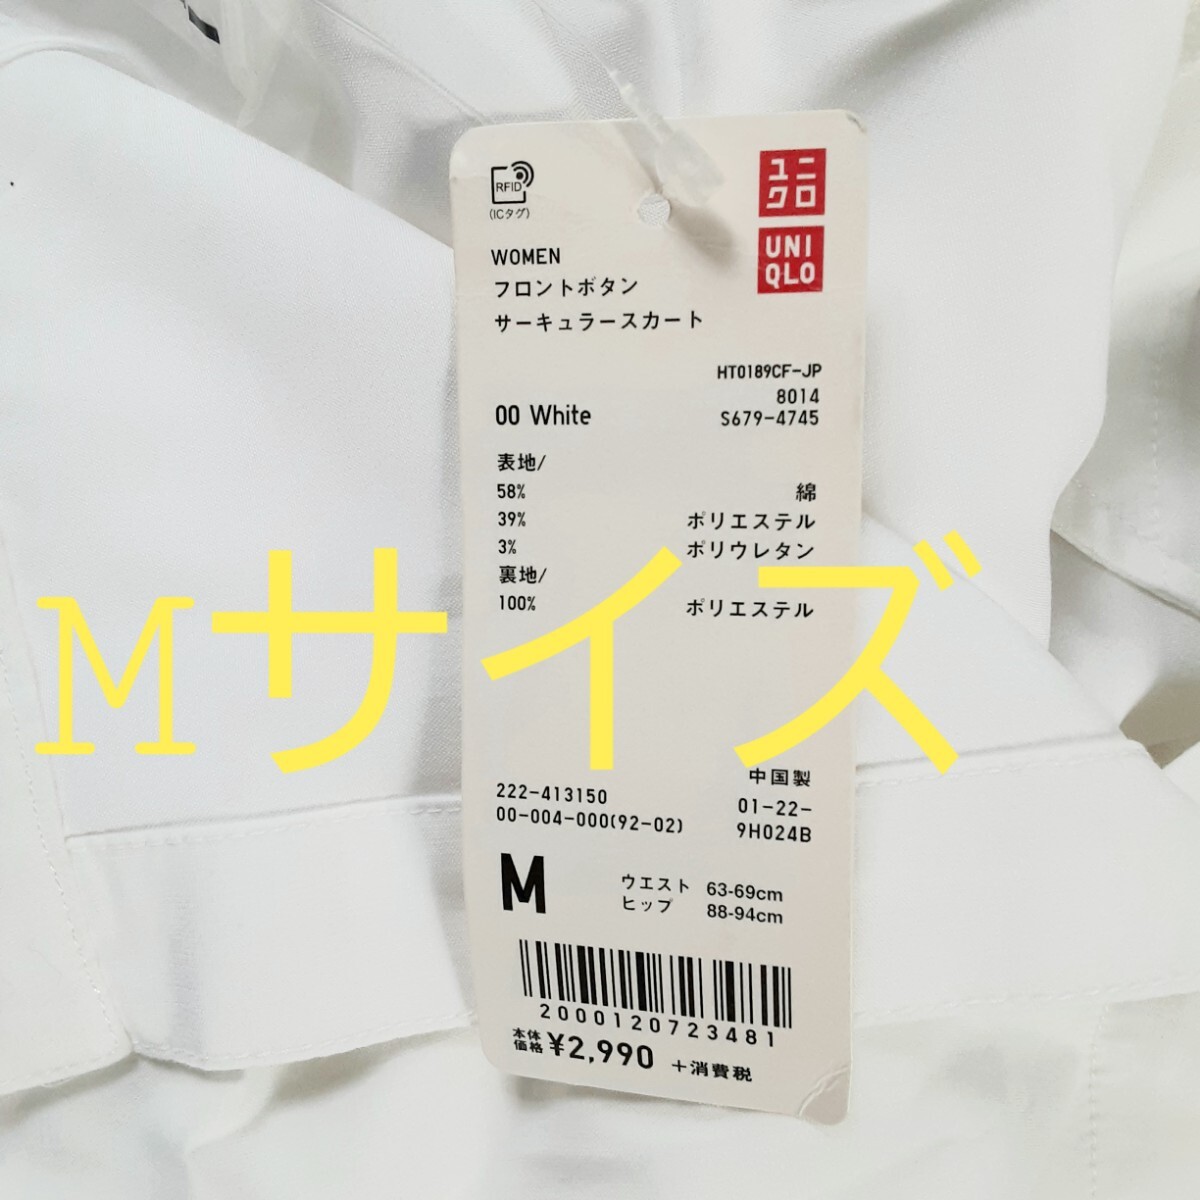 RFID
(ICタグ)
ユニ
クロ
UNI
QLO
WOMEN
フロントボタン
サーキュラースカート
HT0189CF-JP
8014
00 White
S679-4745
表地/
58% 綿
39% ポリエステル
3% ポリウレタン
裏地/
100% ポリエステル
Mサイズ
中国製
222-413150 01-22-
00-004-000(92-02) 9H024B
M
ウエスト 63-69cm
ヒップ 88-94cm
2000120723481
本体
価格 ¥2,990 +消費税